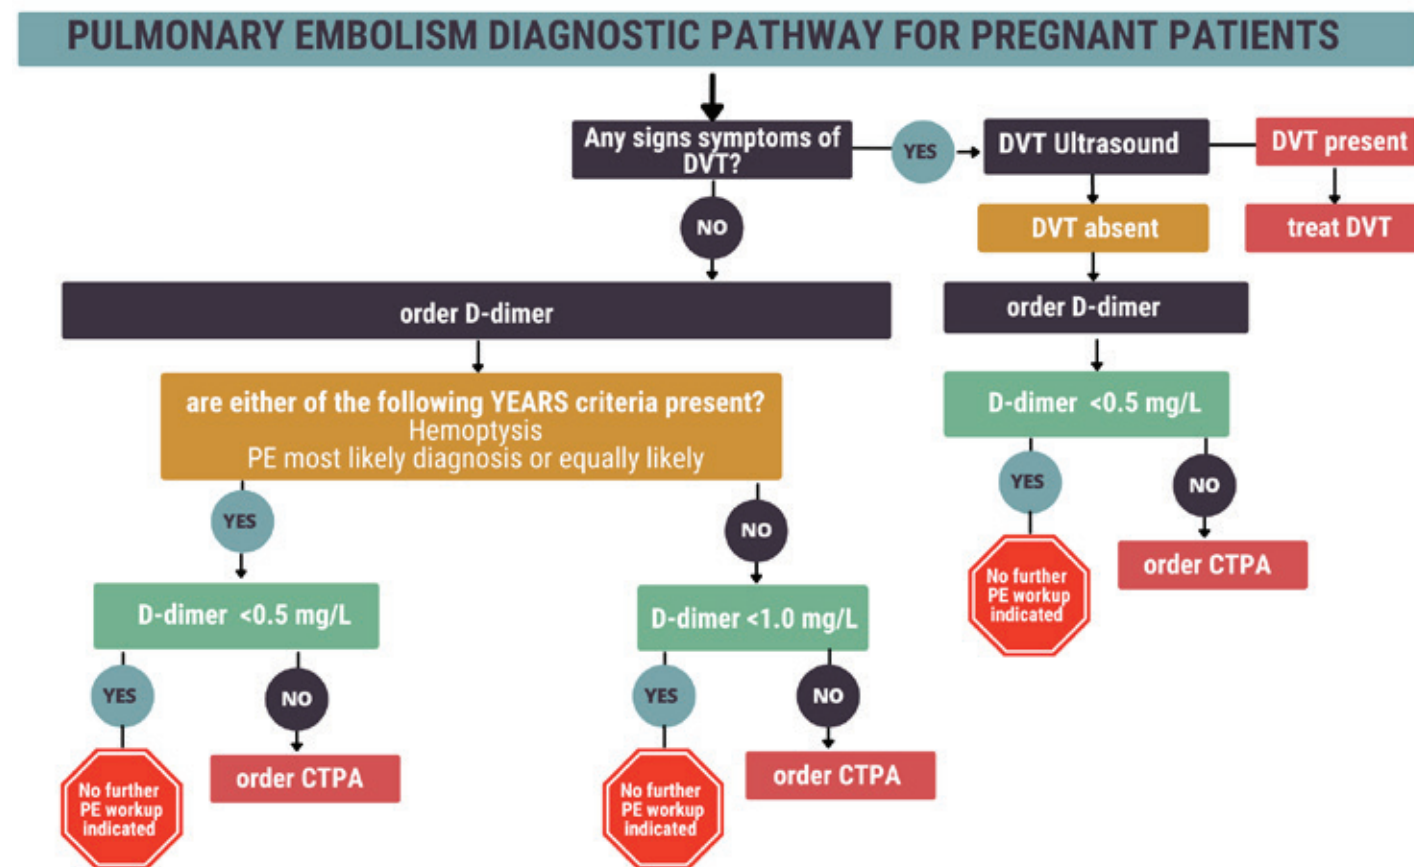 PULMONARY EMBOLISM DIAGNOSTIC PATHWAY FOR PREGNANT PATIENTS
Any signs symptoms of
DVT?
YES
DVT Ultrasound
DVT present
NO
DVT absent
treat DVT
order D-dimer
order D-dimer
are either of the following YEARS criteria present?
Hemoptysis
PE most likely diagnosis or equally likely
D-dimer <0.5 mg/L
YES
NO
YES
NO
No further
PE workup
indicated
order CTPA
D-dimer <0.5 mg/L
D-dimer <1.0 mg/L
YES
NO
YES
NO
No further
PE workup
indicated
order CTPA
No further
PE workup
indicated
order CTPA